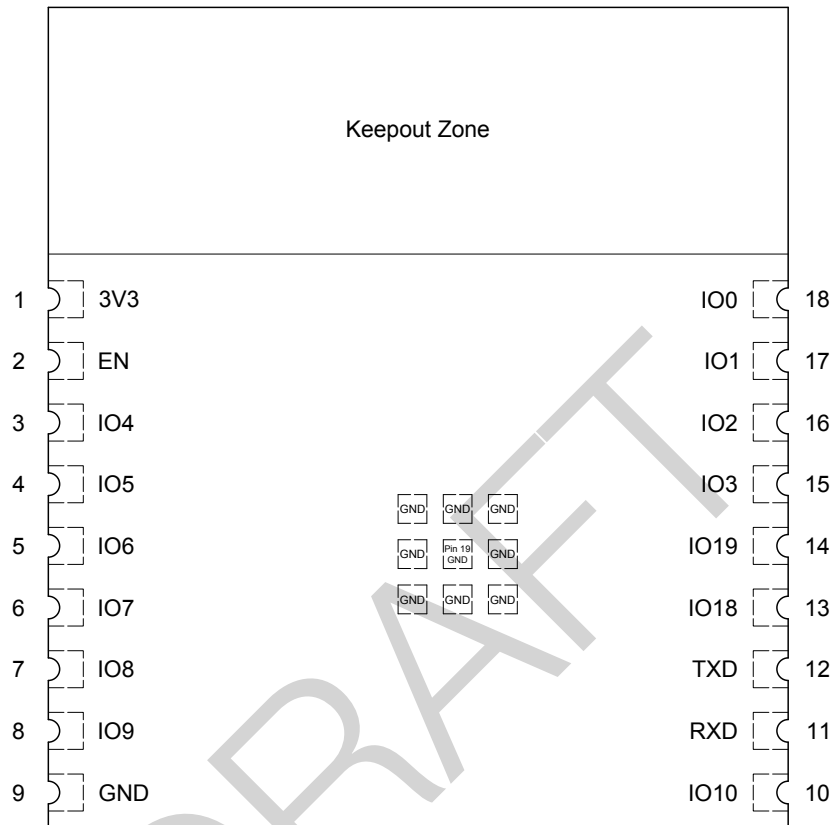 Keepout Zone
1 3V3 IO0 18
2 EN IO1 17
3 IO4 IO2 16
4 IO5 IO3 15
GND GND GND
5 IO6 IO19 14
GND Pin 19 GND GND
6 IO7 IO18 13
GND GND GND
7 IO8 TXD 12
8 IO9 RXD 11
9 GND IO10 10
DRAFT